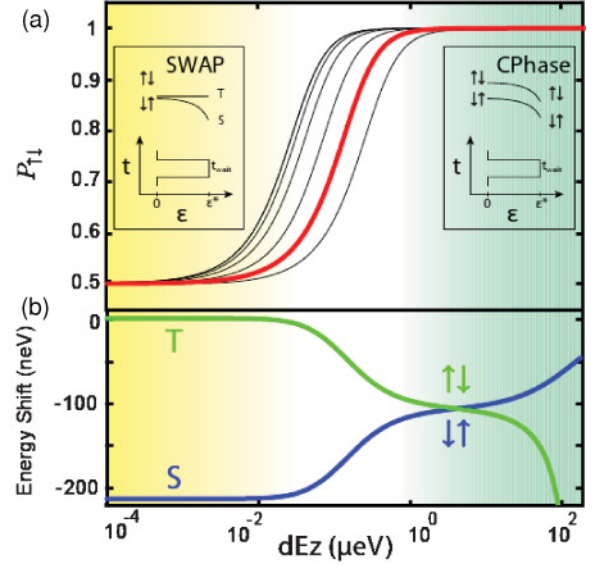 (a)
SWAP
↑↓
↓↑
T
S
t
t_wait
0
ε*
ε
CPhase
↑↓
↓↑
↑↓
↓↑
t
t_wait
0
ε*
ε
P↑↓
1
0.9
0.8
0.7
0.6
0.5
(b)
Energy Shift (neV)
0
-100
-200
T
S
↑↓
↓↑
10^-4
10^-2
10^0
10^2
dEz (μeV)